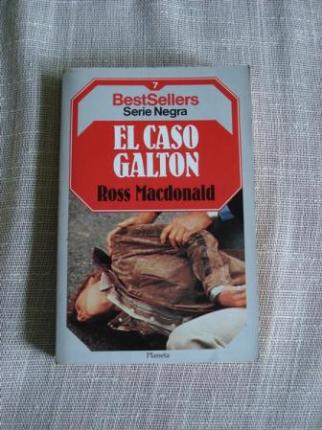 7
BestSellers
Serie Negra
EL CASO
GALTON
Ross Macdonald
Planeta